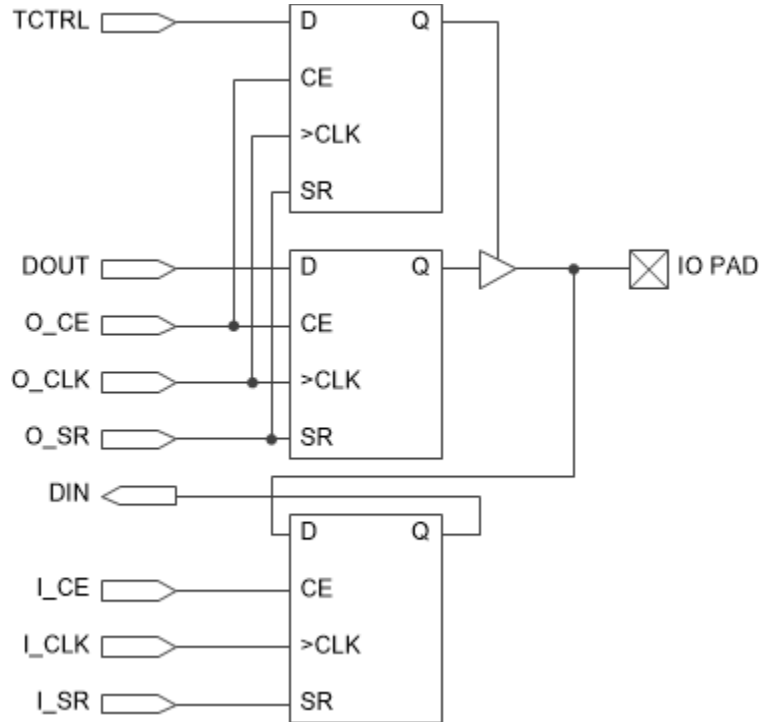 TCTRL D Q
CE
>CLK
SR
DOUT D Q IO PAD
O_CE CE
O_CLK >CLK
O_SR SR
DIN
D Q
I_CE CE
I_CLK >CLK
I_SR SR